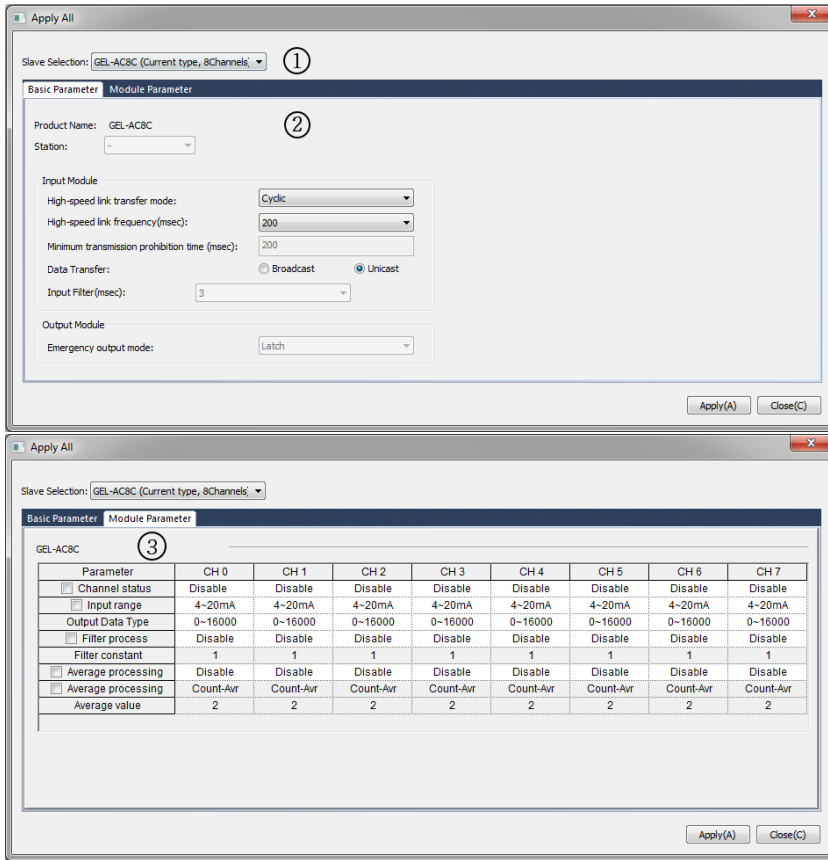 Apply All
Slave Selection: GEL-AC8C (Current type, 8Channels) ①
Basic Parameter Module Parameter
Product Name: GEL-AC8C ②
Station: -
Input Module
High-speed link transfer mode: Cyclic
High-speed link frequency(msec): 200
Minimum transmission prohibition time (msec): 200
Data Transfer: Broadcast Unicast
Input Filter(msec): 3
Output Module
Emergency output mode: Latch
Apply(A) Close(C)
Apply All
Slave Selection: GEL-AC8C (Current type, 8Channels)
Basic Parameter Module Parameter
GEL-AC8C ③
Parameter CH 0 CH 1 CH 2 CH 3 CH 4 CH 5 CH 6 CH 7
Channel status Disable Disable Disable Disable Disable Disable Disable Disable
Input range 4~20mA 4~20mA 4~20mA 4~20mA 4~20mA 4~20mA 4~20mA 4~20mA
Output Data Type 0~16000 0~16000 0~16000 0~16000 0~16000 0~16000 0~16000 0~16000
Filter process Disable Disable Disable Disable Disable Disable Disable Disable
Filter constant 1 1 1 1 1 1 1 1
Average processing Disable Disable Disable Disable Disable Disable Disable Disable
Average processing Count-Avr Count-Avr Count-Avr Count-Avr Count-Avr Count-Avr Count-Avr Count-Avr
Average value 2 2 2 2 2 2 2 2
Apply(A) Close(C)